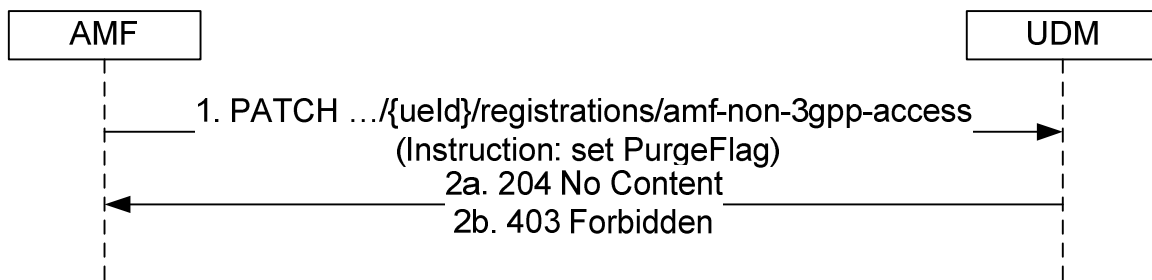 AMF
UDM
1. PATCH …/{ueId}/registrations/amf-non-3gpp-access
(Instruction: set PurgeFlag)
2a. 204 No Content
2b. 403 Forbidden